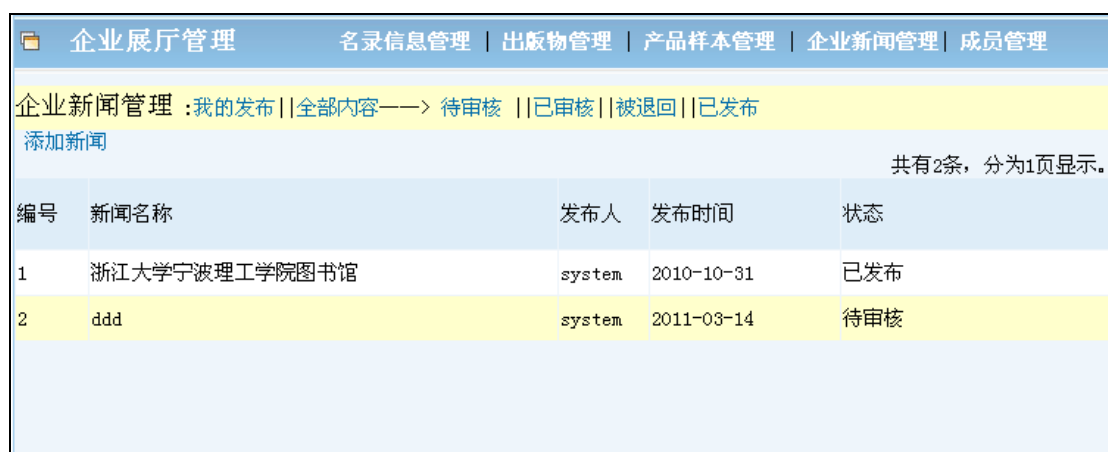 企业展厅管理 名录信息管理 | 出版物管理 | 产品样本管理 | 企业新闻管理| 成员管理
企业新闻管理 :我的发布||全部内容——> 待审核 ||已审核||被退回||已发布
添加新闻
共有2条，分为1页显示。
编号 新闻名称 发布人 发布时间 状态
1 浙江大学宁波理工学院图书馆 system 2010-10-31 已发布
2 ddd system 2011-03-14 待审核